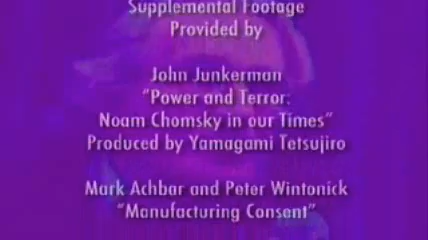 Supplemental Footage
Provided by
John Junkerman
"Power and Terror:
Noam Chomsky in our Times"
Produced by Yamagami Tetsujiro
Mark Achbar and Peter Wintonick
"Manufacturing Consent"